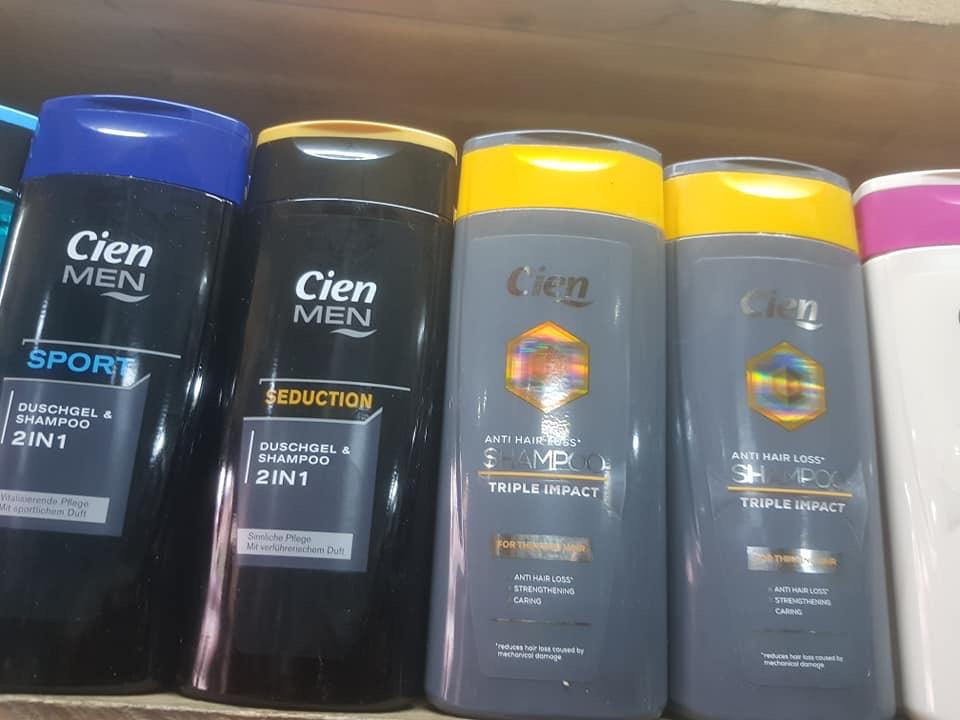 Cien
MEN
SPORT
DUSCHGEL &
SHAMPOO
2IN1
Vitalisierende Pflege
Mit sportlichem Duft
Cien
MEN
SEDUCTION
DUSCHGEL &
SHAMPOO
2IN1
Sinnliche Pflege
Mit verführerischem Duft
Cien
ANTI HAIR LOSS*
SHAMPOO
TRIPLE IMPACT
FOR THINNING HAIR
ANTI HAIR LOSS*
STRENGTHENING
CARING
*reduces hair loss caused by
mechanical damage
Cien
ANTI HAIR LOSS*
SHAMPOO
TRIPLE IMPACT
FOR THINNING HAIR
ANTI HAIR LOSS*
STRENGTHENING
CARING
*reduces hair loss caused by
mechanical damage